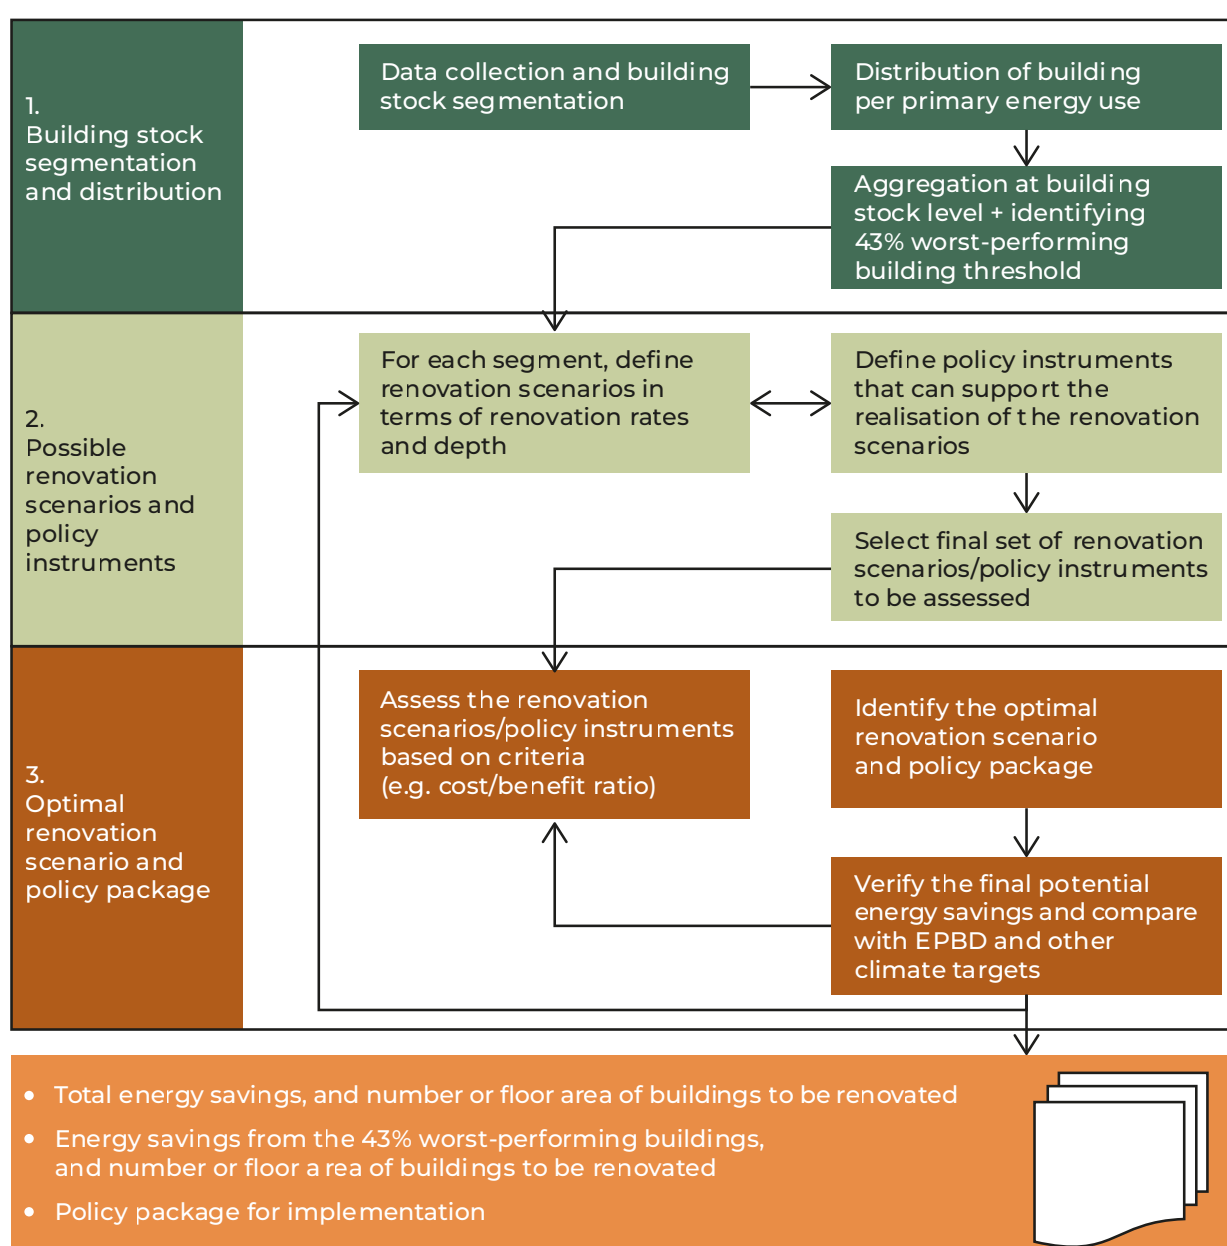 1.
Building stock
segmentation
and distribution
Data collection and building
stock segmentation
Distribution of building
per primary energy use
Aggregation at building
stock level + identifying
43% worst-performing
building threshold
2.
Possible
renovation
scenarios and
policy
instruments
For each segment, define
renovation scenarios in
terms of renovation rates
and depth
Define policy instruments
that can support the
realisation of the renovation
scenarios
Select final set of renovation
scenarios/policy instruments
to be assessed
3.
Optimal
renovation
scenario and
policy package
Assess the renovation
scenarios/policy instruments
based on criteria
(e.g. cost/benefit ratio)
Identify the optimal
renovation scenario
and policy package
Verify the final potential
energy savings and compare
with EPBD and other
climate targets
• Total energy savings, and number or floor area of buildings to be renovated
• Energy savings from the 43% worst-performing buildings,
and number or floor area of buildings to be renovated
• Policy package for implementation